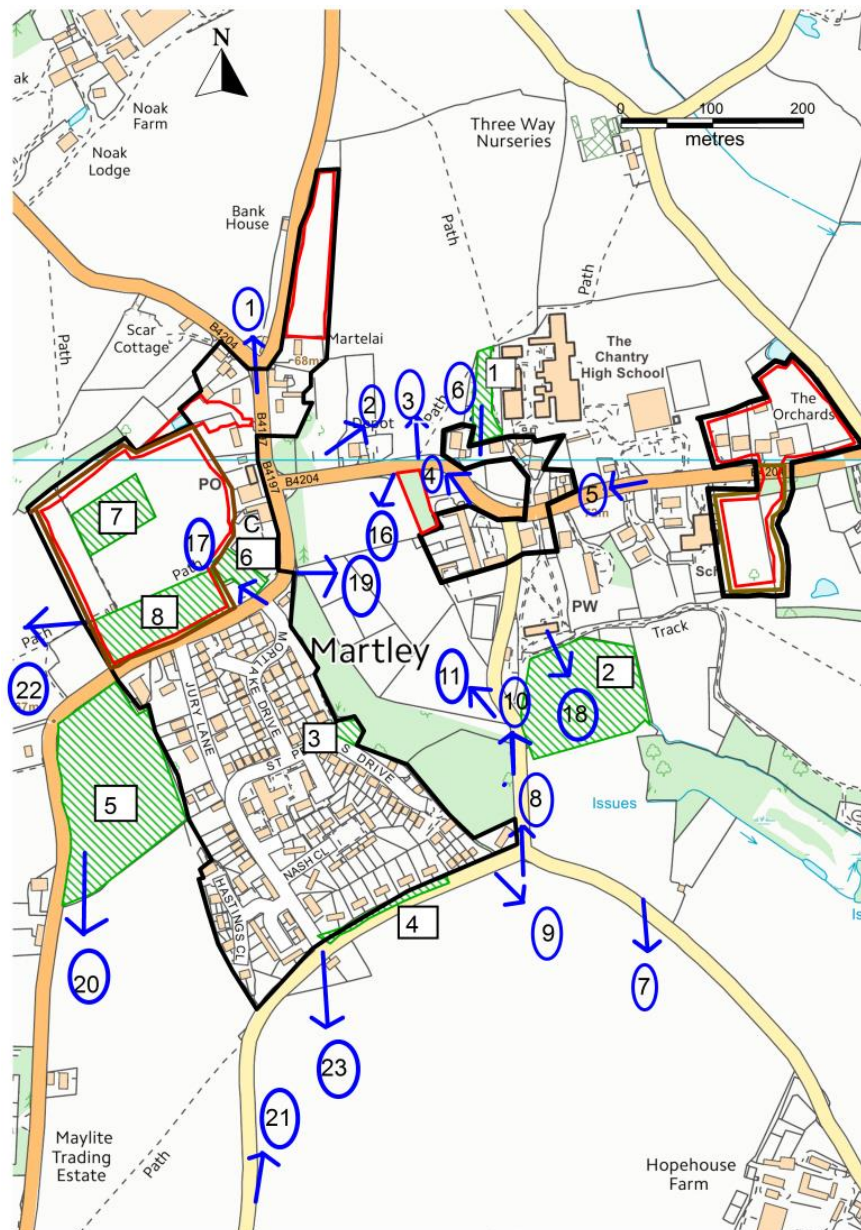 N
ak
Noak
Farm
Noak
Lodge
0 100 200
metres
Three Way
Nurseries
Path
Path
Path
Bank
House
1
B4204
Scar
Cottage
68m
Martelai
B4197
2
Depot
3
Path
6
1
The
Chantry
High School
The
Orchards
B4197
B4204
4
5
PO
7
17
C
6
Path
16
19
8
PW
Track
Path
22
Martley
11
10
2
18
MORTLAKE DRIVE
JURY LANE
3
ST P
S DRIVE
5
8
Issues
NASH CL
HASTINGS CL
4
9
7
20
23
21
Maylite
Trading
Estate
Path
Hopehouse
Farm